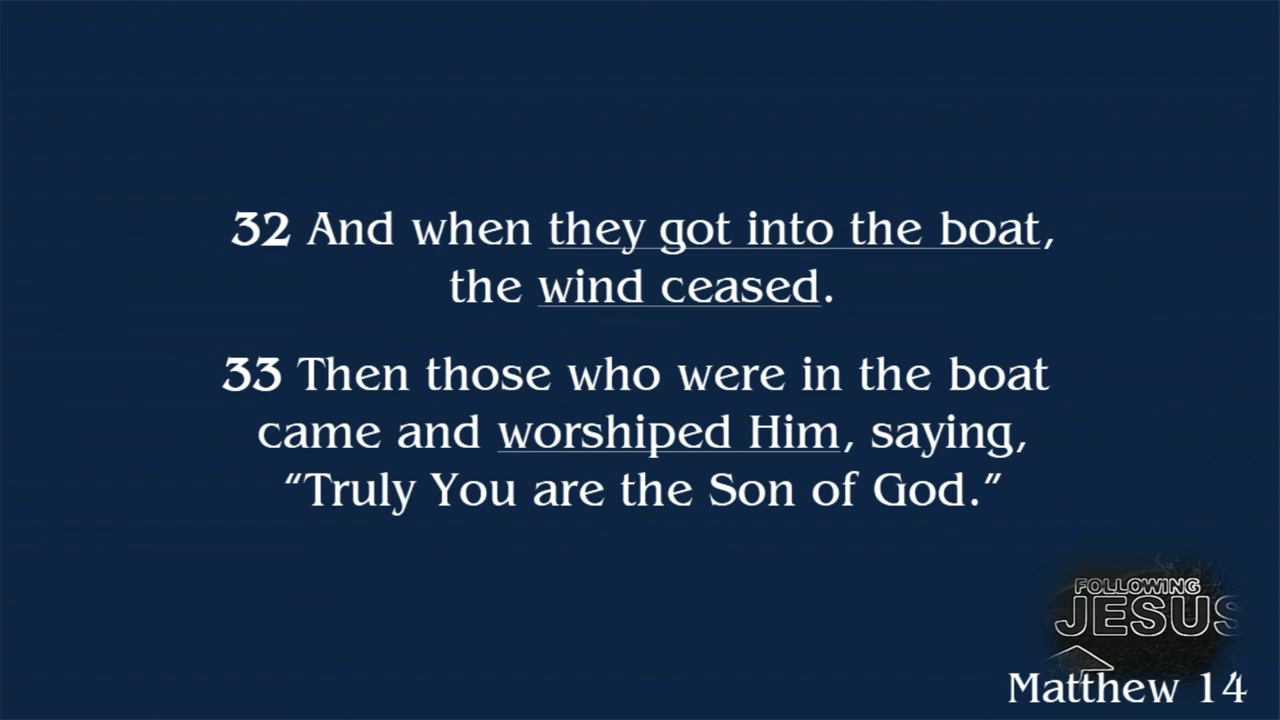 32 And when they got into the boat,
the wind ceased.
33 Then those who were in the boat
came and worshiped Him, saying,
"Truly You are the Son of God."
FOLLOWING
JESUS
Matthew 14